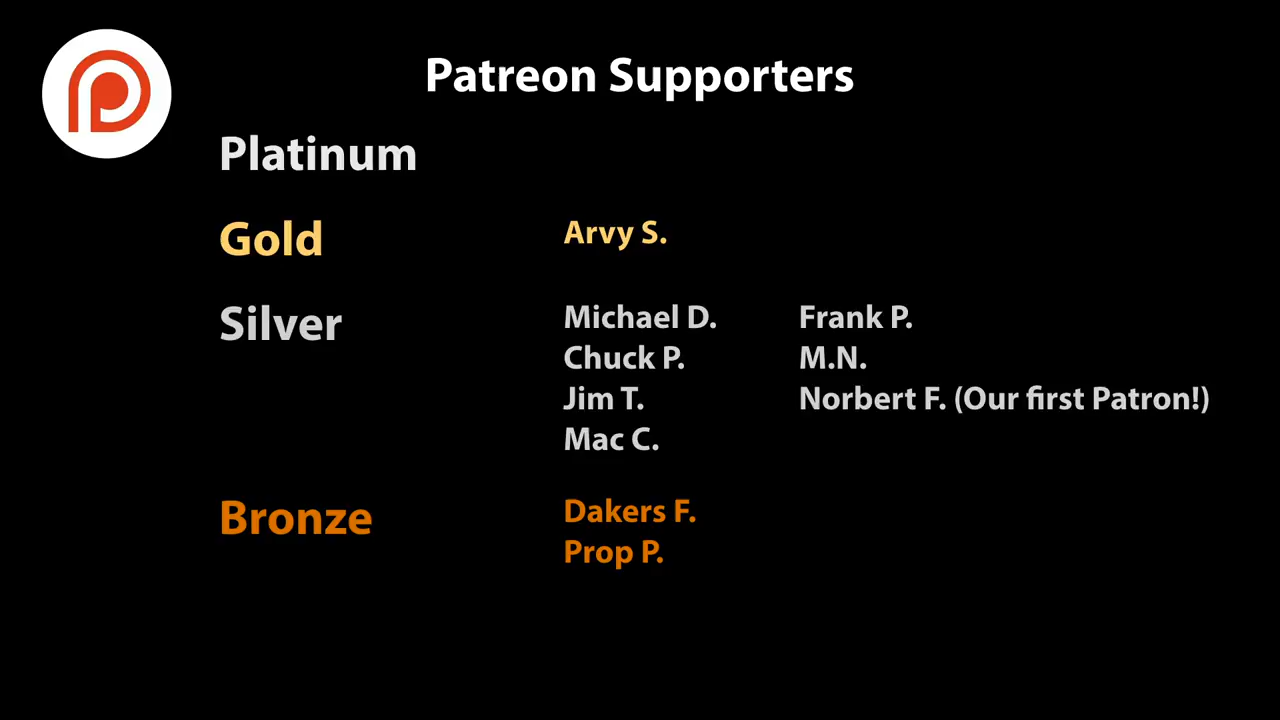 Patreon Supporters
Platinum
Gold
Arvy S.
Silver
Michael D.
Chuck P.
Jim T.
Mac C.
Frank P.
M.N.
Norbert F. (Our first Patron!)
Bronze
Dakers F.
Prop P.